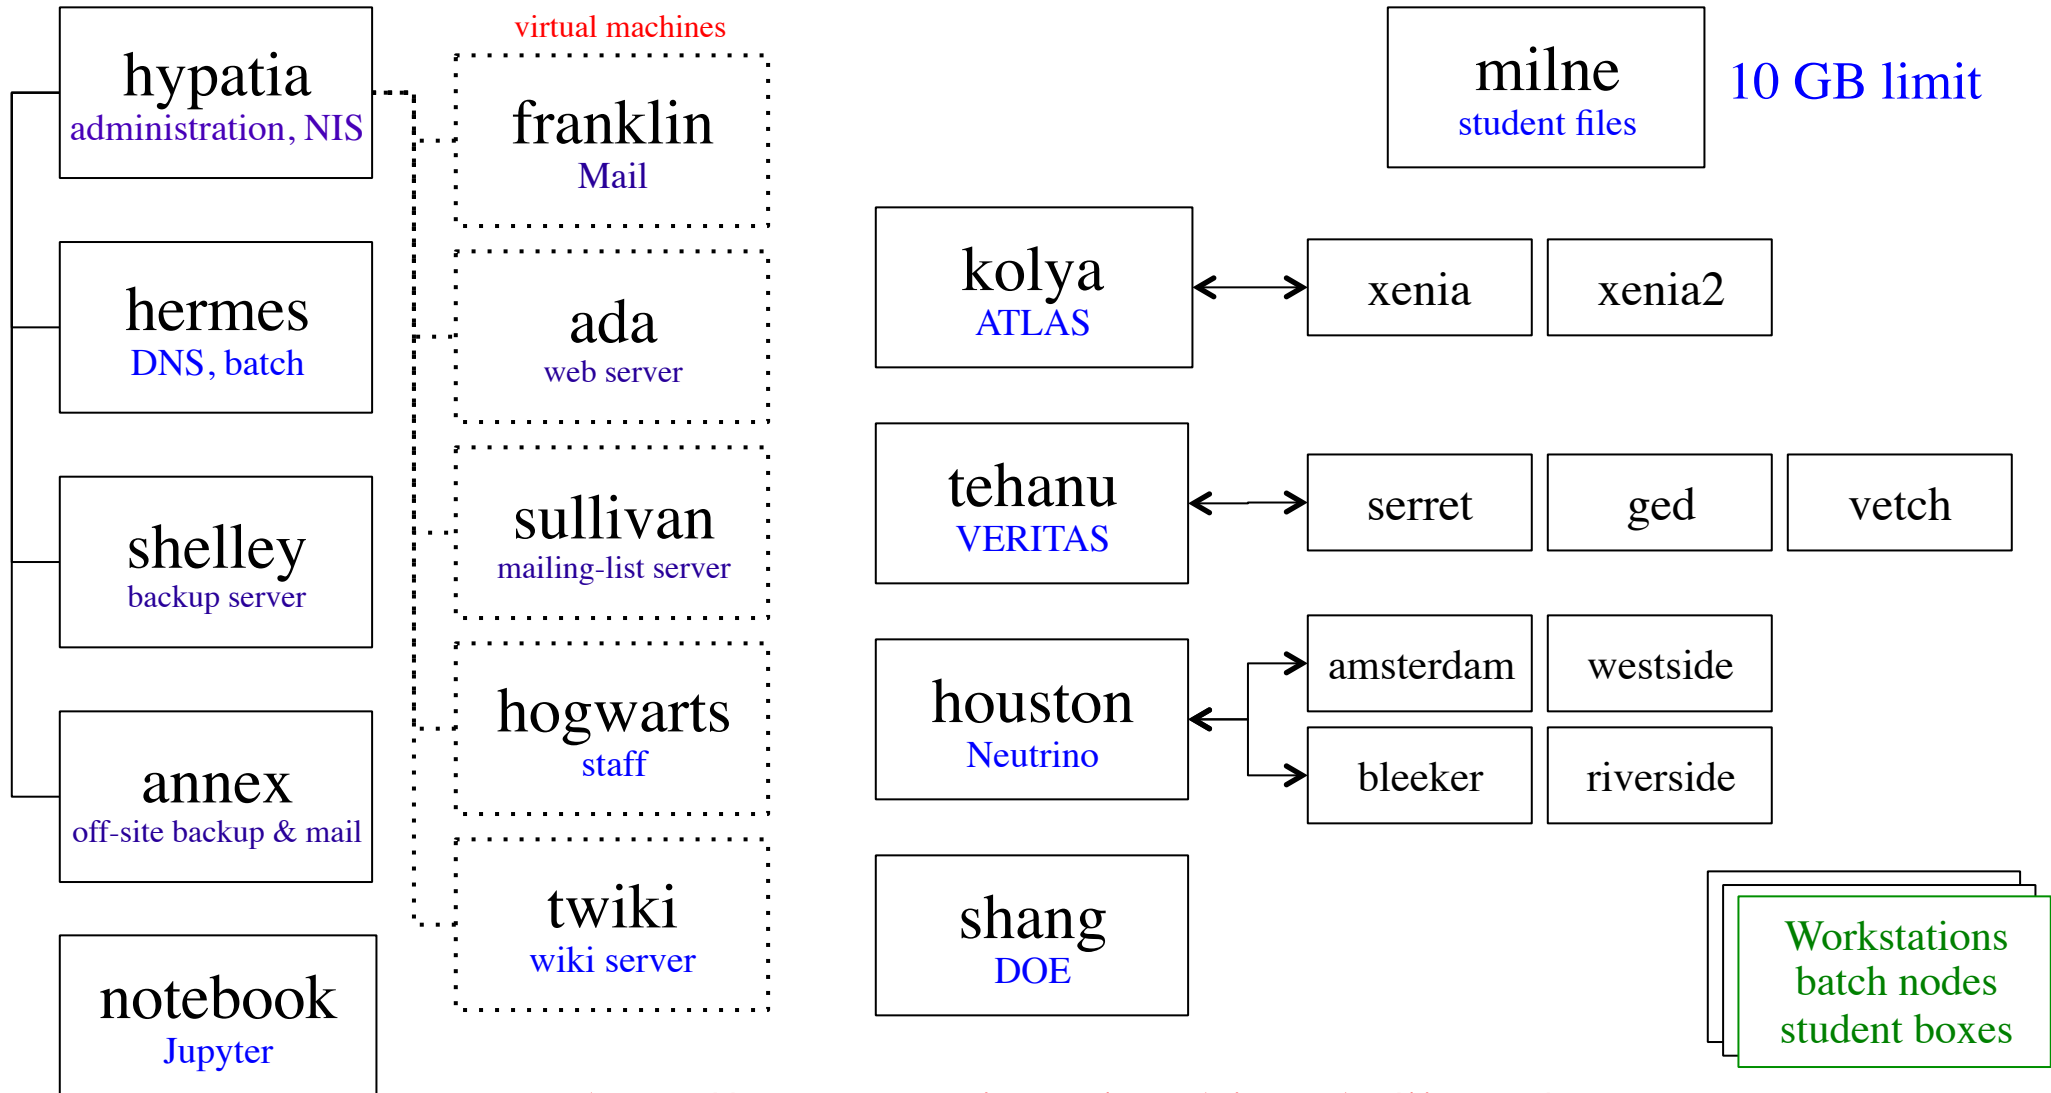 virtual machines
hypatia
administration, NIS
hermes
DNS, batch
shelley
backup server
annex
off-site backup & mail
notebook
Jupyter
franklin
Mail
ada
web server
sullivan
mailing-list server
hogwarts
staff
twiki
wiki server
milne
student files
10 GB limit
kolya
ATLAS
xenia
xenia2
tehanu
VERITAS
serret
ged
vetch
houston
Neutrino
amsterdam
westside
bleeker
riverside
shang
DOE
Workstations
batch nodes
student boxes